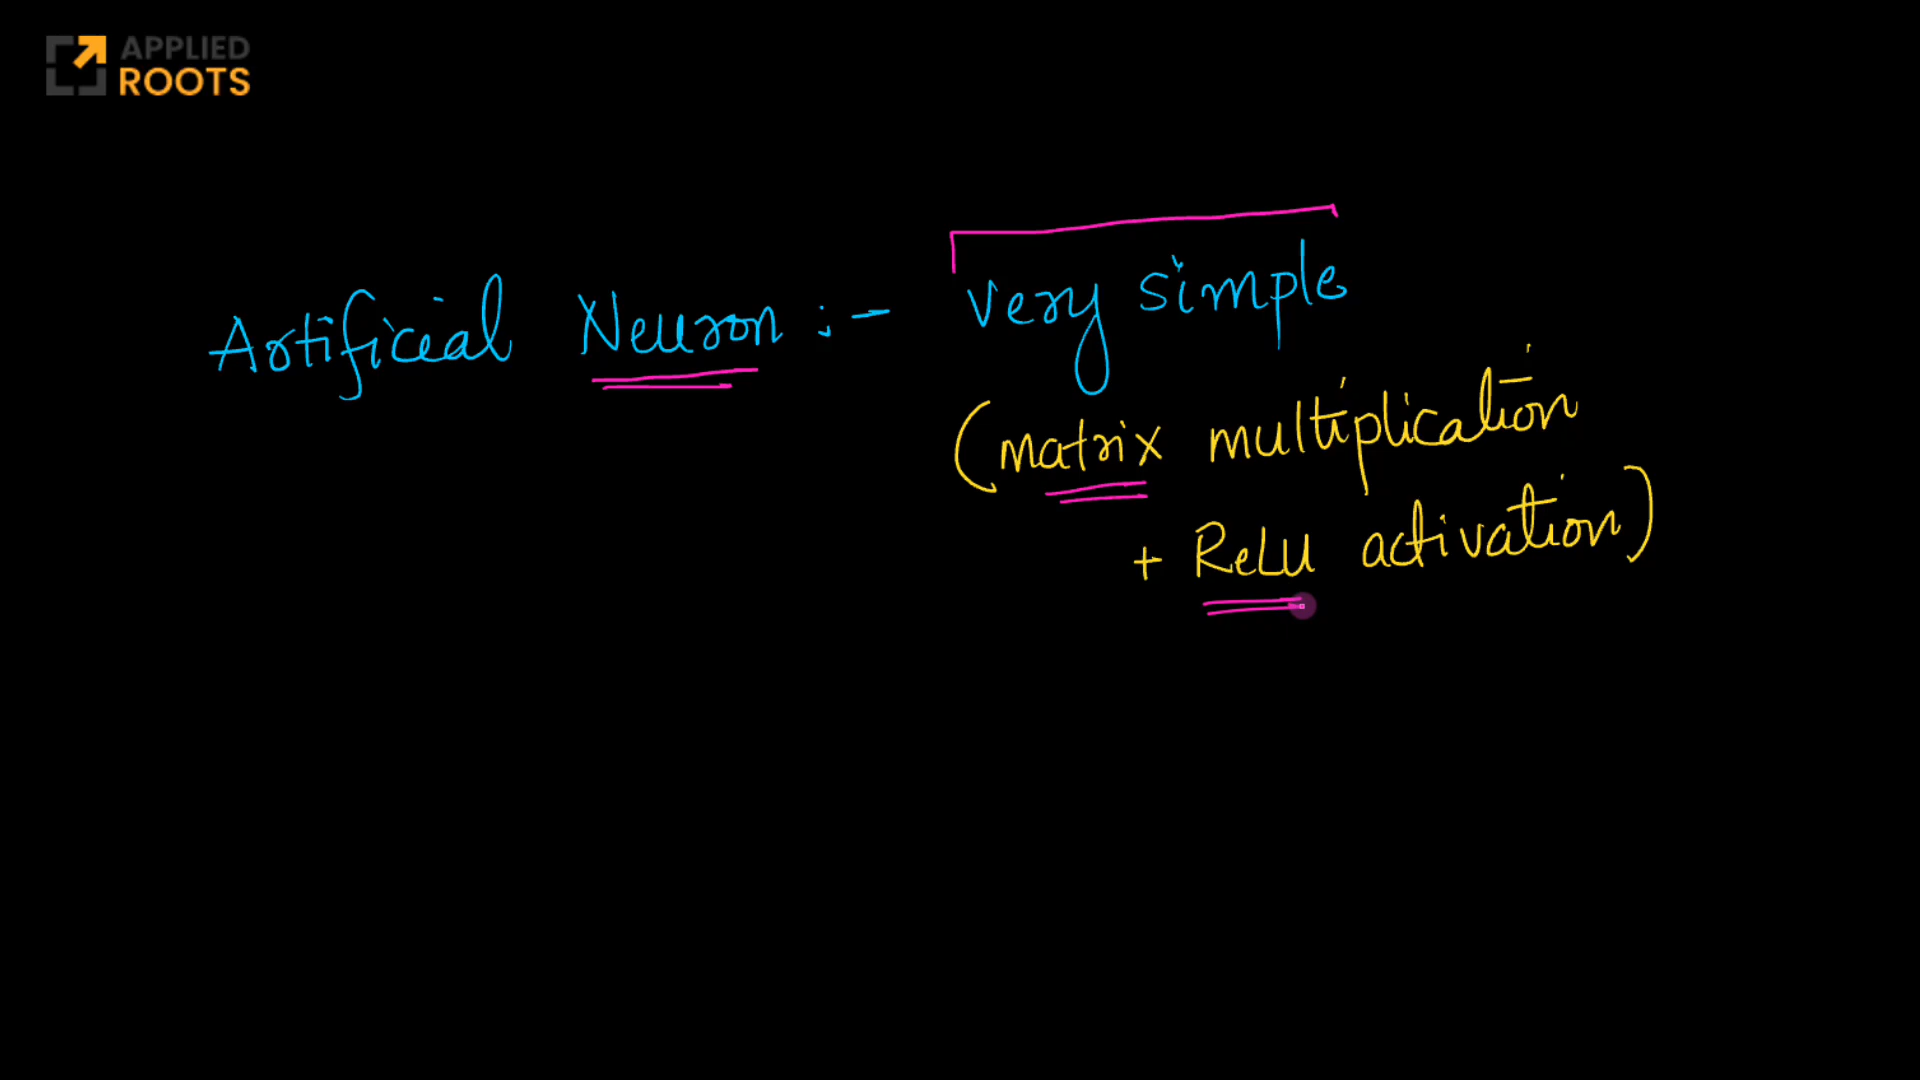 APPLIED
ROOTS
Artificial Neuron :- very simple
(matrix multiplication
+ ReLU activation)